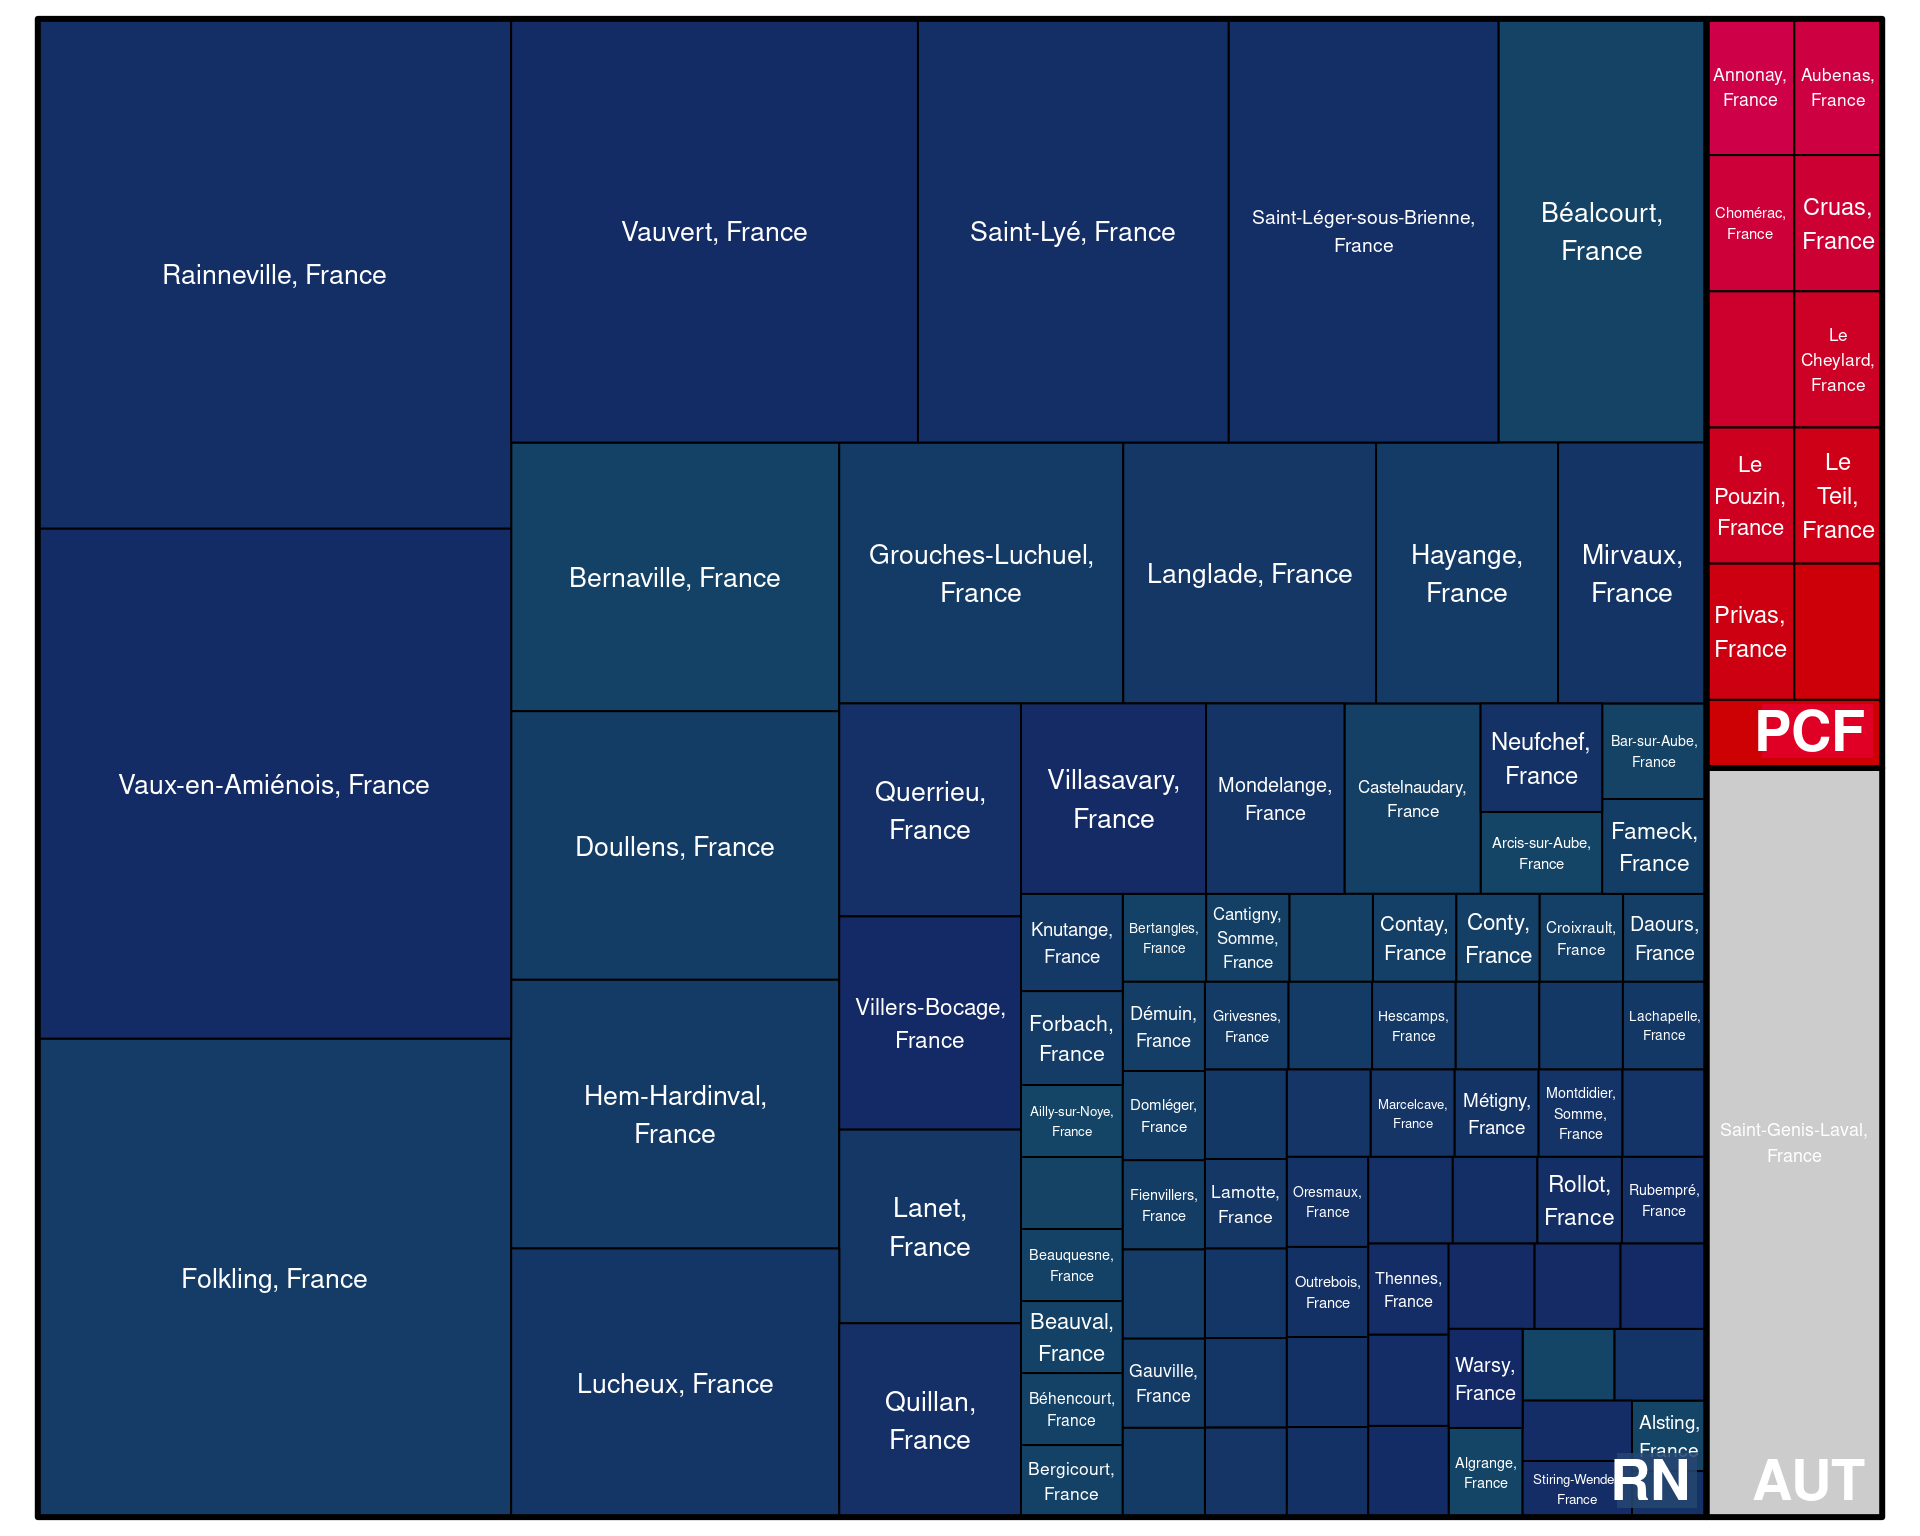 Rainneville, France
Vaux-en-Amiénois, France
Folkling, France
Vauvert, France
Saint-Lyé, France
Saint-Léger-sous-Brienne,
France
Béalcourt,
France
Bernaville, France
Doullens, France
Hem-Hardinval,
France
Lucheux, France
Grouches-Luchuel,
France
Langlade, France
Hayange,
France
Mirvaux,
France
Querrieu,
France
Villers-Bocage,
France
Lanet,
France
Quillan,
France
Villasavary,
France
Mondelange,
France
Castelnaudary,
France
Neufchef,
France
Arcis-sur-Aube,
France
Bar-sur-Aube,
France
Fameck,
France
Knutange,
France
Forbach,
France
Ailly-sur-Noye,
France
Beauquesne,
France
Beauval,
France
Béhencourt,
France
Bergicourt,
France
Bertangles,
France
Cantigny,
Somme,
France
Contay,
France
Conty,
France
Croixrault,
France
Daours,
France
Démuin,
France
Domléger,
France
Fienvillers,
France
Gauville,
France
Grivesnes,
France
Hescamps,
France
Lachapelle,
France
Lamotte,
France
Marcelcave,
France
Métigny,
France
Montdidier,
Somme,
France
Oresmaux,
France
Outrebois,
France
Rollot,
France
Rubempré,
France
Thennes,
France
Warsy,
France
Algrange,
France
Alsting,
France
Stiring-Wende
France
RN
Annonay,
France
Aubenas,
France
Chomérac,
France
Cruas,
France
Le
Cheylard,
France
Le
Pouzin,
France
Le
Teil,
France
Privas,
France
PCF
Saint-Genis-Laval,
France
AUT